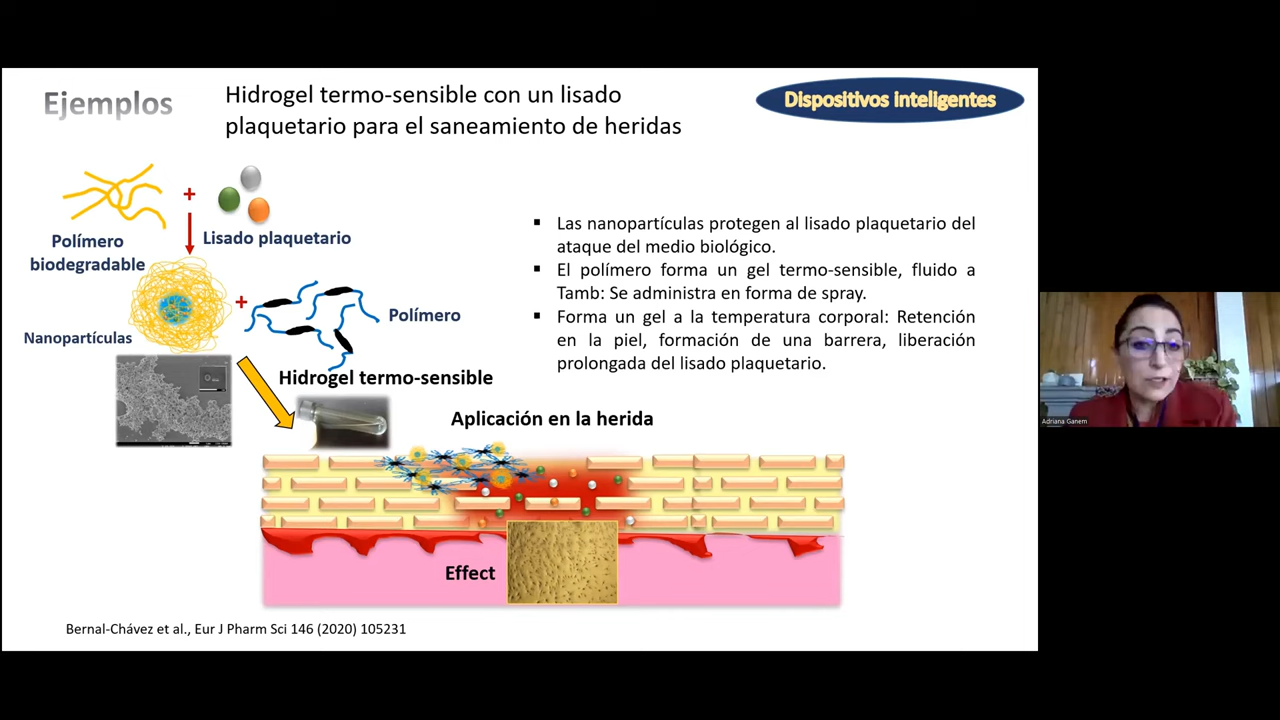 Ejemplos
Hidrogel termo-sensible con un lisado
plaquetario para el saneamiento de heridas
Dispositivos inteligentes
+
Polímero
biodegradable
Lisado plaquetario
+
Nanopartículas
Polímero
Hidrogel termo-sensible
▪ Las nanopartículas protegen al lisado plaquetario del
ataque del medio biológico.
▪ El polímero forma un gel termo-sensible, fluido a
Tamb: Se administra en forma de spray.
▪ Forma un gel a la temperatura corporal: Retención
en la piel, formación de una barrera, liberación
prolongada del lisado plaquetario.
Aplicación en la herida
Effect
Bernal-Chávez et al., Eur J Pharm Sci 146 (2020) 105231
Adriana Ganem